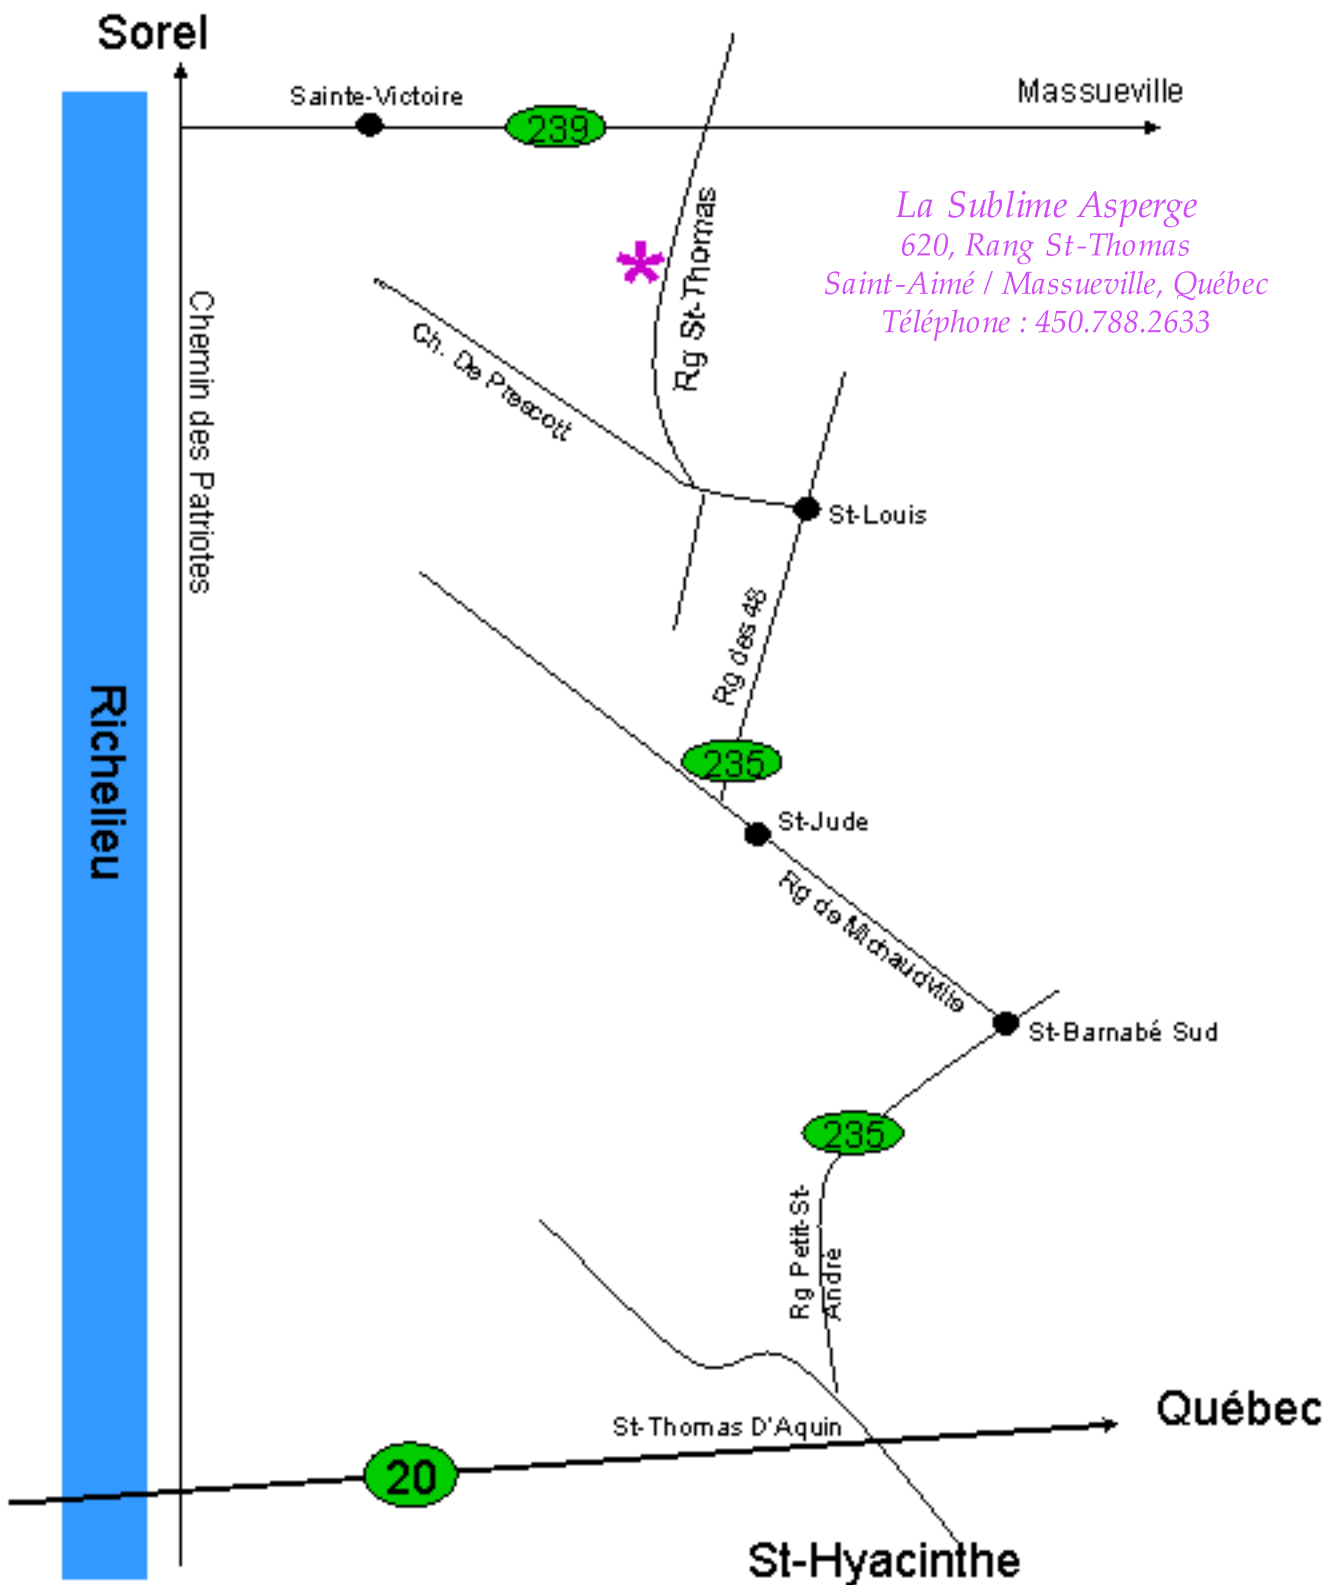 Sorel
Sainte-Victoire
239
Massueville
La Sublime Asperge
620, Rang St-Thomas
Saint-Aimé / Massueville, Québec
Téléphone : 450.788.2633
Rg St-Thomas
Chemin des Patriotes
Ch. De Prescott
St-Louis
Rg des 48
Richelieu
235
St-Jude
Rg de Michaudville
St-Barnabé Sud
235
Rg Petit-St-
André
Québec
St-Thomas D'Aquin
20
St-Hyacinthe